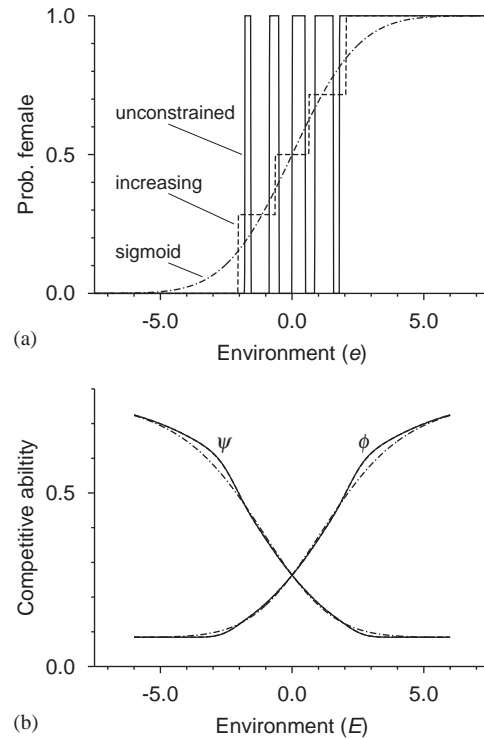 1.0
unconstrained
Prob. female
0.5
increasing
sigmoid
0.0
-5.0 0.0 5.0
(a)
Environment (e)
ψ ϕ
Competitive abiltity
0.5
0.0
-5.0 0.0 5.0
(b)
Environment (E)